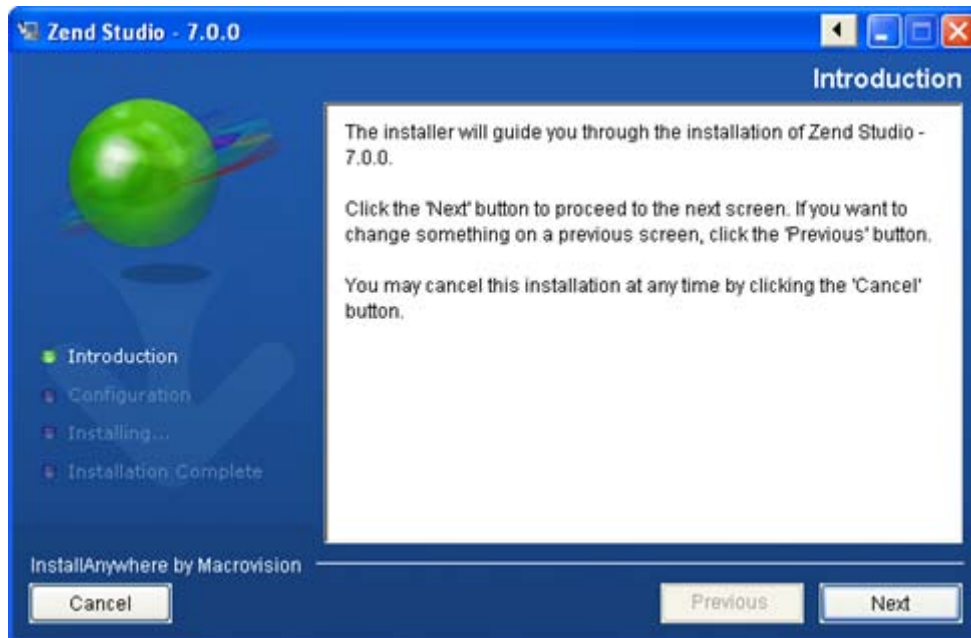 Zend Studio - 7.0.0
Introduction
The installer will guide you through the installation of Zend Studio -
7.0.0.
Click the 'Next' button to proceed to the next screen. If you want to
change something on a previous screen, click the 'Previous' button.
You may cancel this installation at any time by clicking the 'Cancel'
button.
Introduction
Configuration
Installing...
Installation Complete
InstallAnywhere by Macrovision
Cancel
Previous
Next